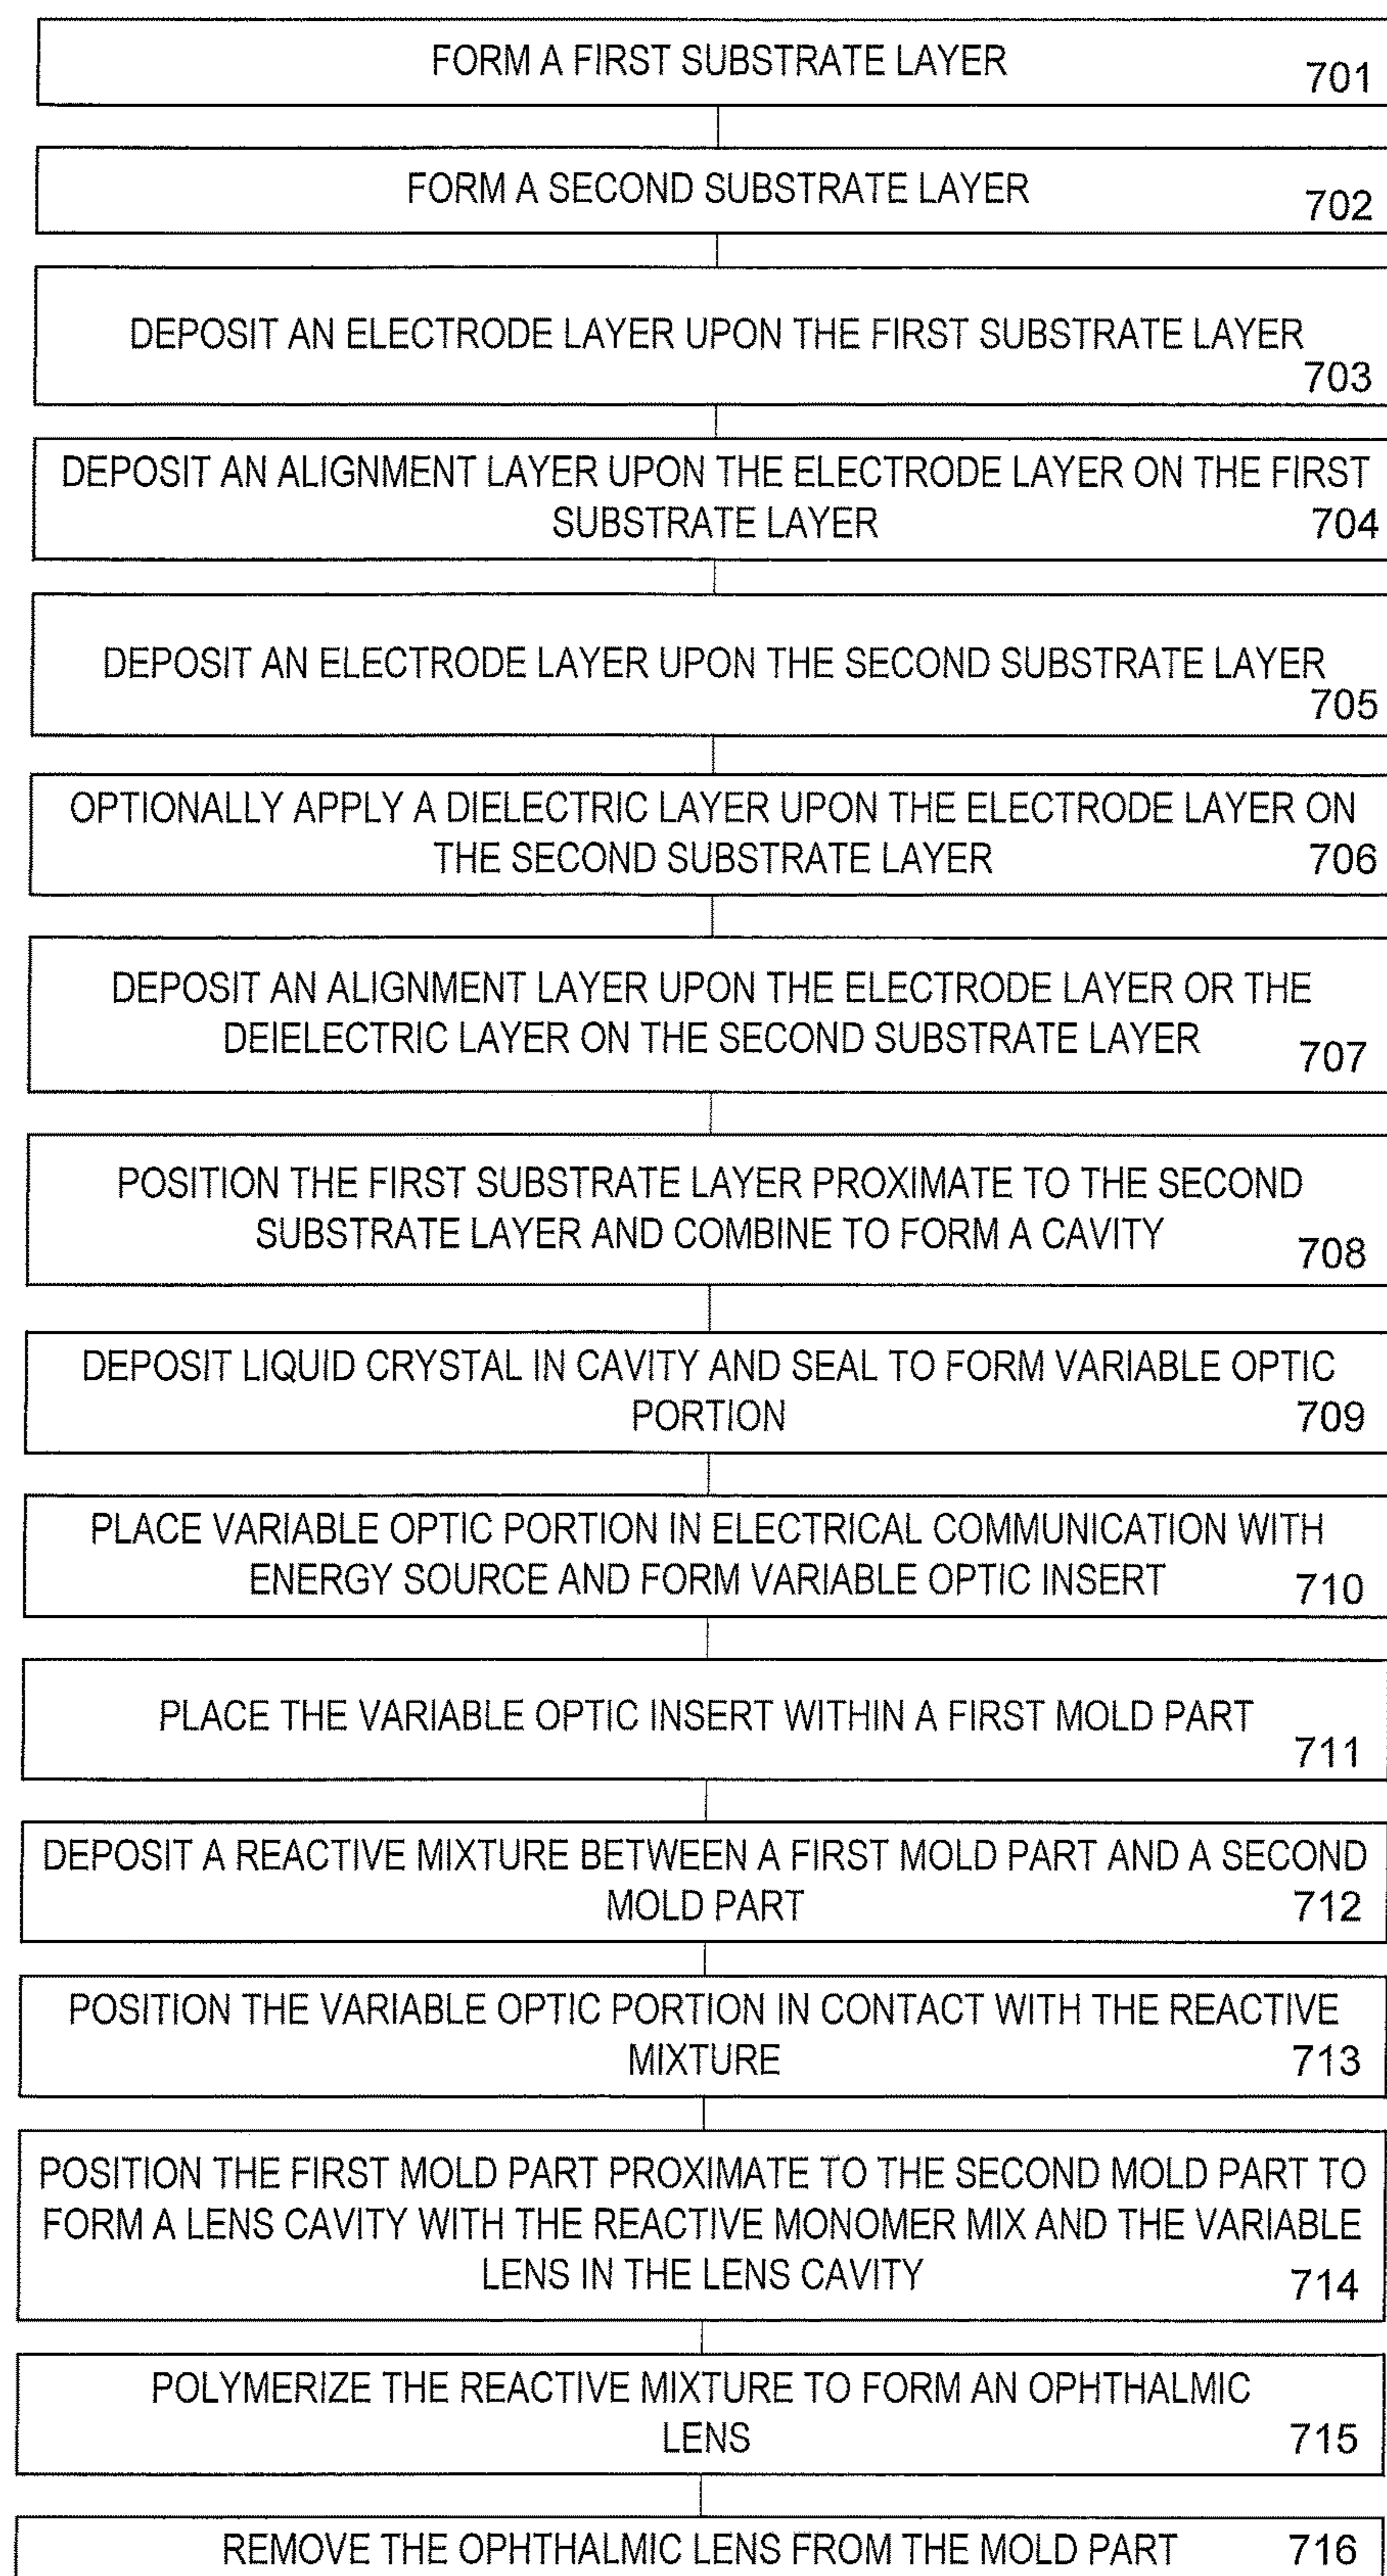 FORM A FIRST SUBSTRATE LAYER
701
FORM A SECOND SUBSTRATE LAYER
702
DEPOSIT AN ELECTRODE LAYER UPON THE FIRST SUBSTRATE LAYER
703
DEPOSIT AN ALIGNMENT LAYER UPON THE ELECTRODE LAYER ON THE FIRST
SUBSTRATE LAYER 704
DEPOSIT AN ELECTRODE LAYER UPON THE SECOND SUBSTRATE LAYER
705
OPTIONALLY APPLY A DIELECTRIC LAYER UPON THE ELECTRODE LAYER ON
THE SECOND SUBSTRATE LAYER 706
DEPOSIT AN ALIGNMENT LAYER UPON THE ELECTRODE LAYER OR THE
DEIELECTRIC LAYER ON THE SECOND SUBSTRATE LAYER 707
POSITION THE FIRST SUBSTRATE LAYER PROXIMATE TO THE SECOND
SUBSTRATE LAYER AND COMBINE TO FORM A CAVITY 708
DEPOSIT LIQUID CRYSTAL IN CAVITY AND SEAL TO FORM VARIABLE OPTIC
PORTION 709
PLACE VARIABLE OPTIC PORTION IN ELECTRICAL COMMUNICATION WITH
ENERGY SOURCE AND FORM VARIABLE OPTIC INSERT 710
PLACE THE VARIABLE OPTIC INSERT WITHIN A FIRST MOLD PART
711
DEPOSIT A REACTIVE MIXTURE BETWEEN A FIRST MOLD PART AND A SECOND
MOLD PART 712
POSITION THE VARIABLE OPTIC PORTION IN CONTACT WITH THE REACTIVE
MIXTURE 713
POSITION THE FIRST MOLD PART PROXIMATE TO THE SECOND MOLD PART TO
FORM A LENS CAVITY WITH THE REACTIVE MONOMER MIX AND THE VARIABLE
LENS IN THE LENS CAVITY 714
POLYMERIZE THE REACTIVE MIXTURE TO FORM AN OPHTHALMIC
LENS 715
REMOVE THE OPHTHALMIC LENS FROM THE MOLD PART 716